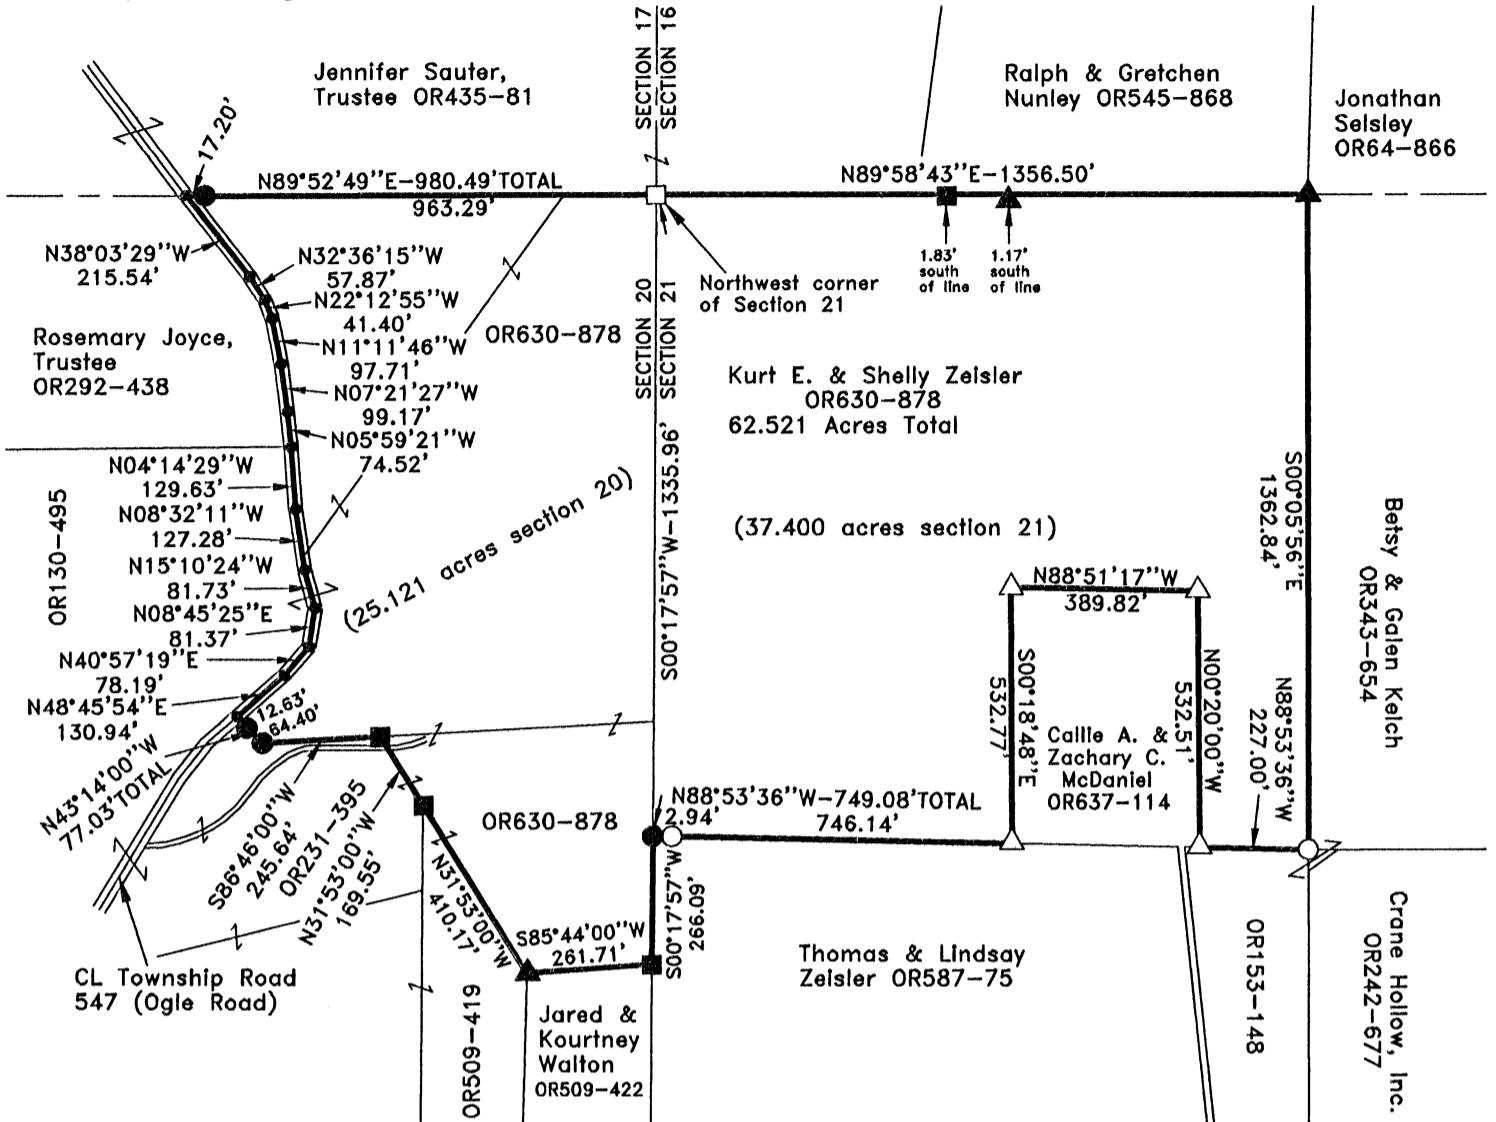 SECTION 17
SECTION 16
Jennifer Sauter,
Trustee OR435-81
Ralph & Gretchen
Nunley OR545-868
Jonathan
Selsley
OR64-866
17.20'
N89°52'49"E-980.49'TOTAL
963.29'
N89°58'43"E-1356.50'
N38°03'29"W
215.54'
N32°36'15"W
57.87'
N22°12'55"W
41.40'
N11°11'46"W
97.71'
N07°21'27"W
99.17'
N05°59'21"W
74.52'
OR630-878
SECTION 20
SECTION 21
Northwest corner
of Section 21
1.83'
south
of line
1.17'
south
of line
Rosemary Joyce,
Trustee
OR292-438
Kurt E. & Shelly Zeisler
OR630-878
62.521 Acres Total
N04°14'29"W
129.63'
N08°32'11"W
127.28'
N15°10'24"W
81.73'
N08°45'25"E
81.37'
N40°57'19"E
78.19'
N48°45'54"E
130.94'
OR130-495
(25.121 acres section 20)
S00°17'57"W-1335.96'
(37.400 acres section 21)
S00°05'56"E
1362.84'
Betsy & Galen Kelch
OR343-654
N88°51'17"W
389.82'
S00°18'48"E
532.77'
N00°20'00"W
532.51'
Callie A. &
Zachary C.
McDaniel
OR637-114
N88°53'36"W
227.00'
12.63'
64.40'
N43°14'00"W
77.03'TOTAL
S86°46'00"W
245.64'
OR231-395
N31°53'00"W
169.55'
OR630-878
N31°53'00"W
410.17'
N88°53'36"W-749.08'TOTAL
2.94'
746.14'
S00°17'57"W
266.09'
S85°44'00"W
261.71'
CL Township Road
547 (Ogle Road)
OR509-419
Jared &
Kourtney
Walton
OR509-422
Thomas & Lindsay
Zeisler OR587-75
OR153-148
Crane Hollow, Inc.
OR242-677